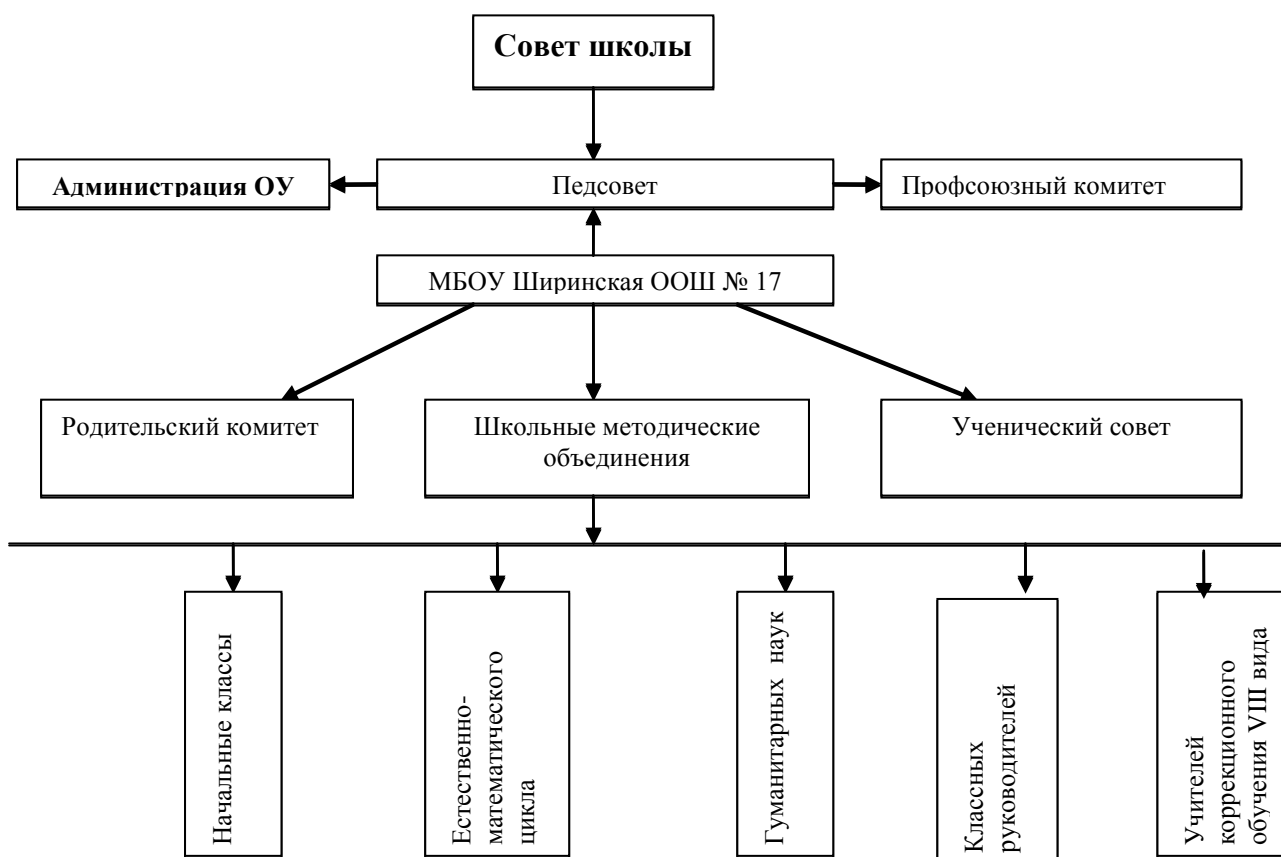 Совет школы
Администрация ОУ
Педсовет
Профсоюзный комитет
МБОУ Ширинская ООШ № 17
Родительский комитет
Школьные методические
объединения
Ученический совет
Начальные классы
Естественно-
математического
цикла
Гуманитарных наук
Классных
руководителей
Учителей
коррекционного
обучения VIII вида